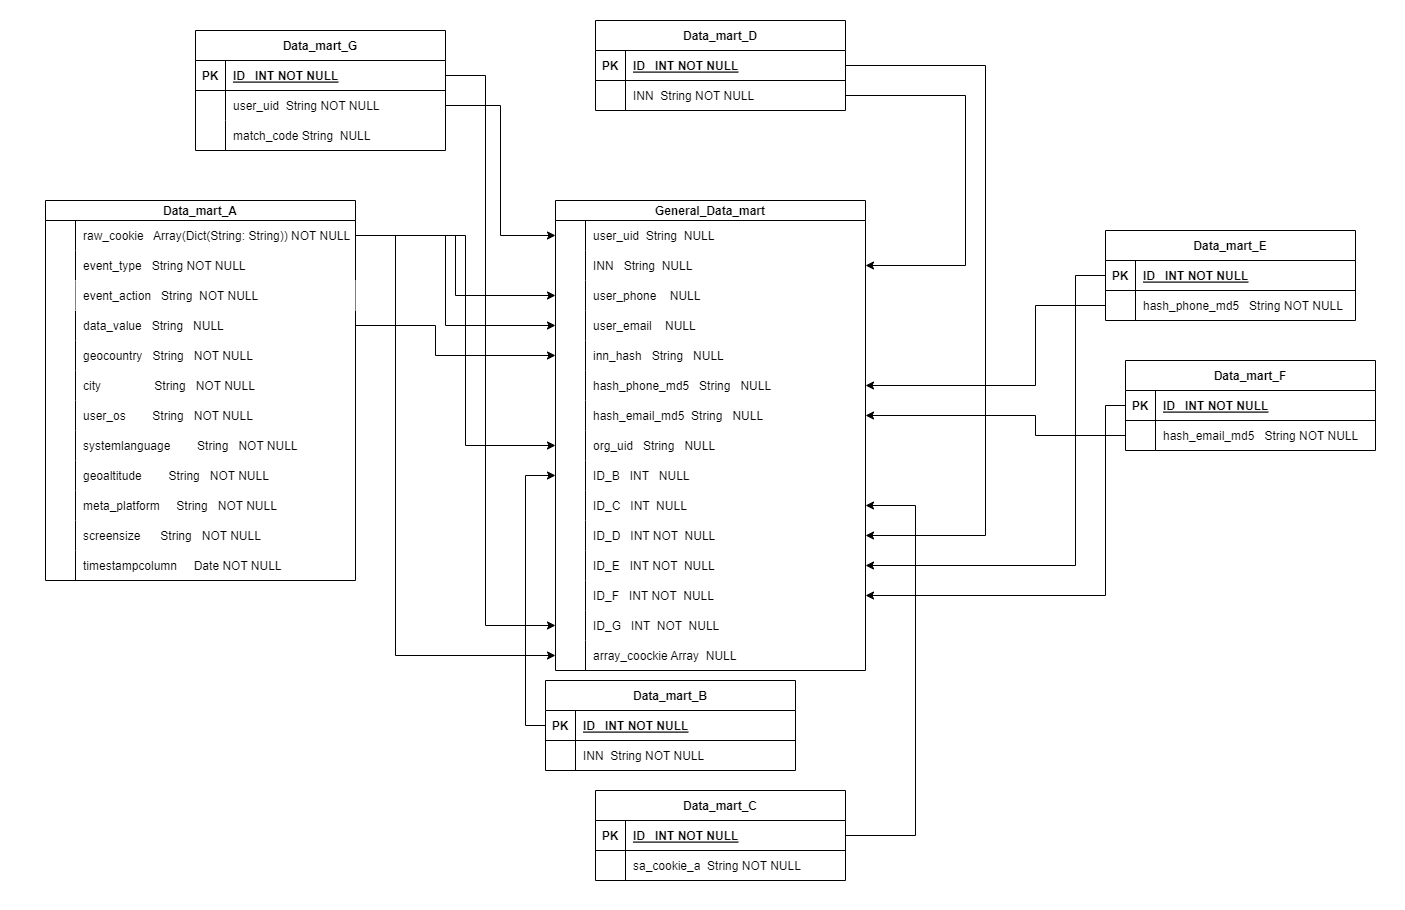 Data_mart_G
PK ID INT NOT NULL
user_uid String NOT NULL
match_code String NULL
Data_mart_D
PK ID INT NOT NULL
INN String NOT NULL
Data_mart_A
raw_cookie Array(Dict(String: String)) NOT NULL
event_type String NOT NULL
event_action String NOT NULL
data_value String NULL
geocountry String NOT NULL
city String NOT NULL
user_os String NOT NULL
systemlanguage String NOT NULL
geoaltitude String NOT NULL
meta_platform String NOT NULL
screensize String NOT NULL
timestampcolumn Date NOT NULL
General_Data_mart
user_uid String NULL
INN String NULL
user_phone NULL
user_email NULL
inn_hash String NULL
hash_phone_md5 String NULL
hash_email_md5 String NULL
org_uid String NULL
ID_B INT NULL
ID_C INT NULL
ID_D INT NOT NULL
ID_E INT NOT NULL
ID_F INT NOT NULL
ID_G INT NOT NULL
array_coockie Array NULL
Data_mart_E
PK ID INT NOT NULL
hash_phone_md5 String NOT NULL
Data_mart_F
PK ID INT NOT NULL
hash_email_md5 String NOT NULL
Data_mart_B
PK ID INT NOT NULL
INN String NOT NULL
Data_mart_C
PK ID INT NOT NULL
sa_cookie_a String NOT NULL